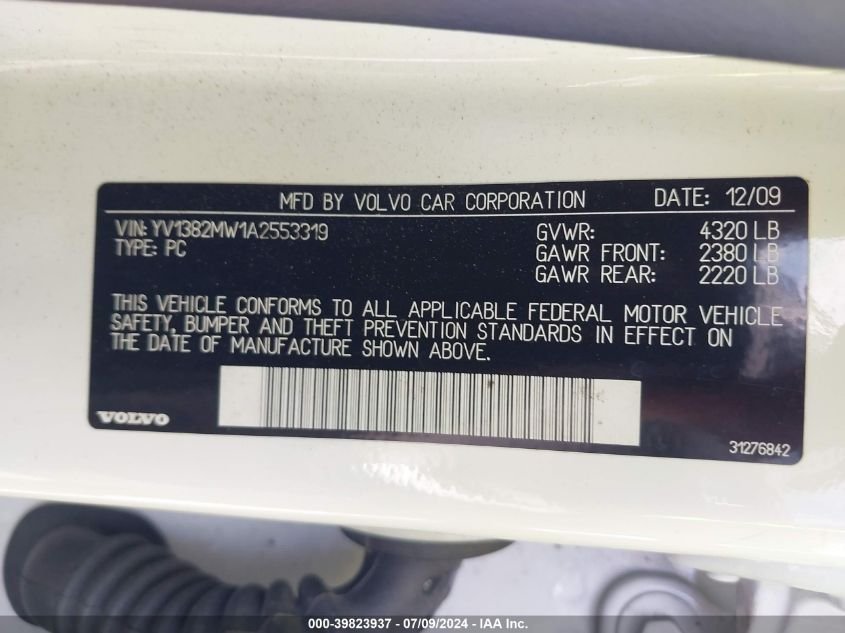 MFD BY VOLVO CAR CORPORATION DATE: 12/09
VIN: YV1382MW1A2553319 GVWR: 4320 LB
TYPE: PC GAWR FRONT: 2380 LB
GAWR REAR: 2220 LB
THIS VEHICLE CONFORMS TO ALL APPLICABLE FEDERAL MOTOR VEHICLE
SAFETY, BUMPER AND THEFT PREVENTION STANDARDS IN EFFECT ON
THE DATE OF MANUFACTURE SHOWN ABOVE.
VOLVO
31276842
000-39823937 / 07/09/2024 - IAA Inc.